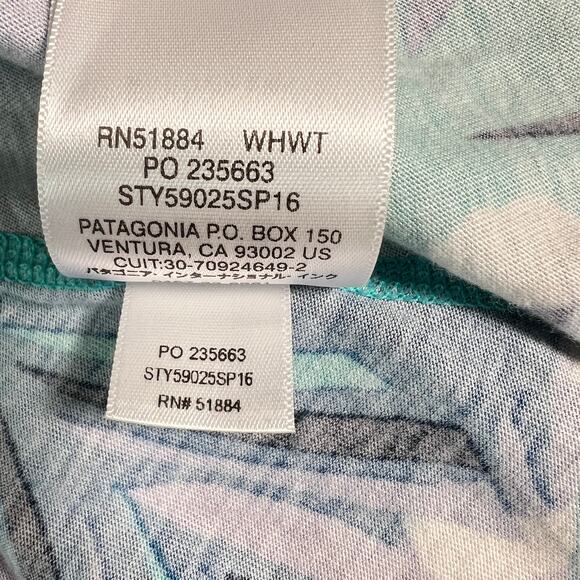 RN51884 WHWT
PO 235663
STY59025SP16
PATAGONIA P.O. BOX 150
VENTURA, CA 93002 US
CUIT:30-70924649-2
パタゴニア・インターナショナル・インク
PO 235663
STY59025SP16
RN# 51884